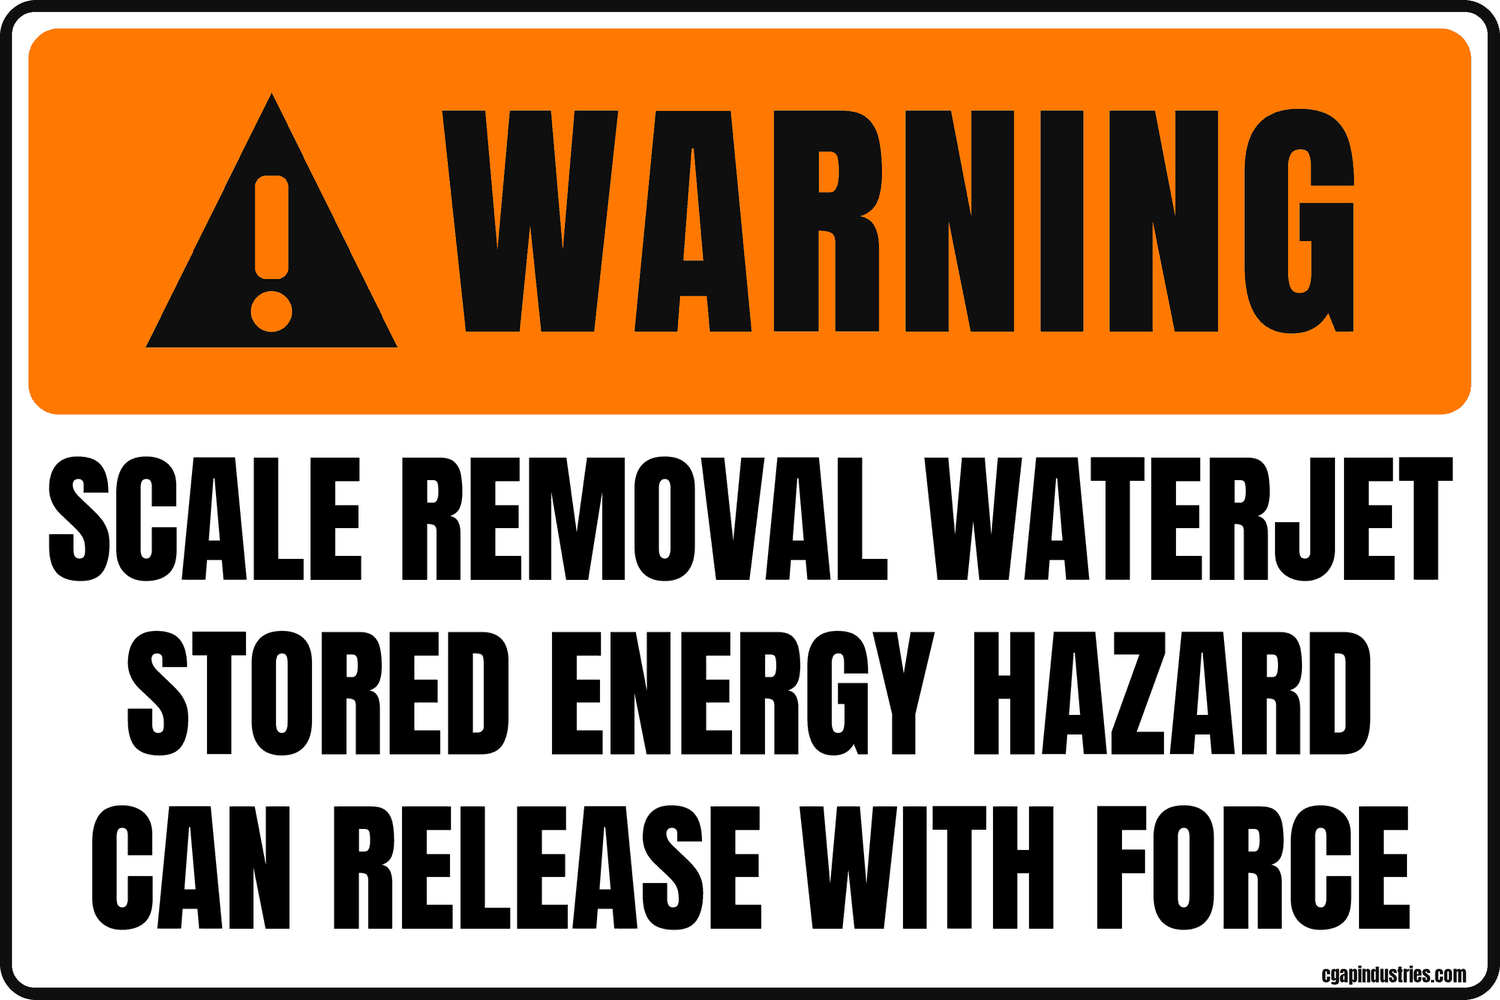 WARNING
SCALE REMOVAL WATERJET
STORED ENERGY HAZARD
CAN RELEASE WITH FORCE
cgapindustries.com